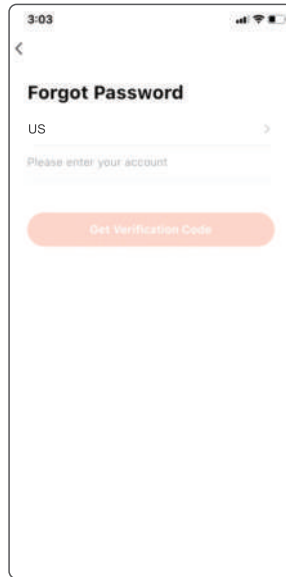 3:03
Forgot Password
US
Please enter your account
Get Verification Code